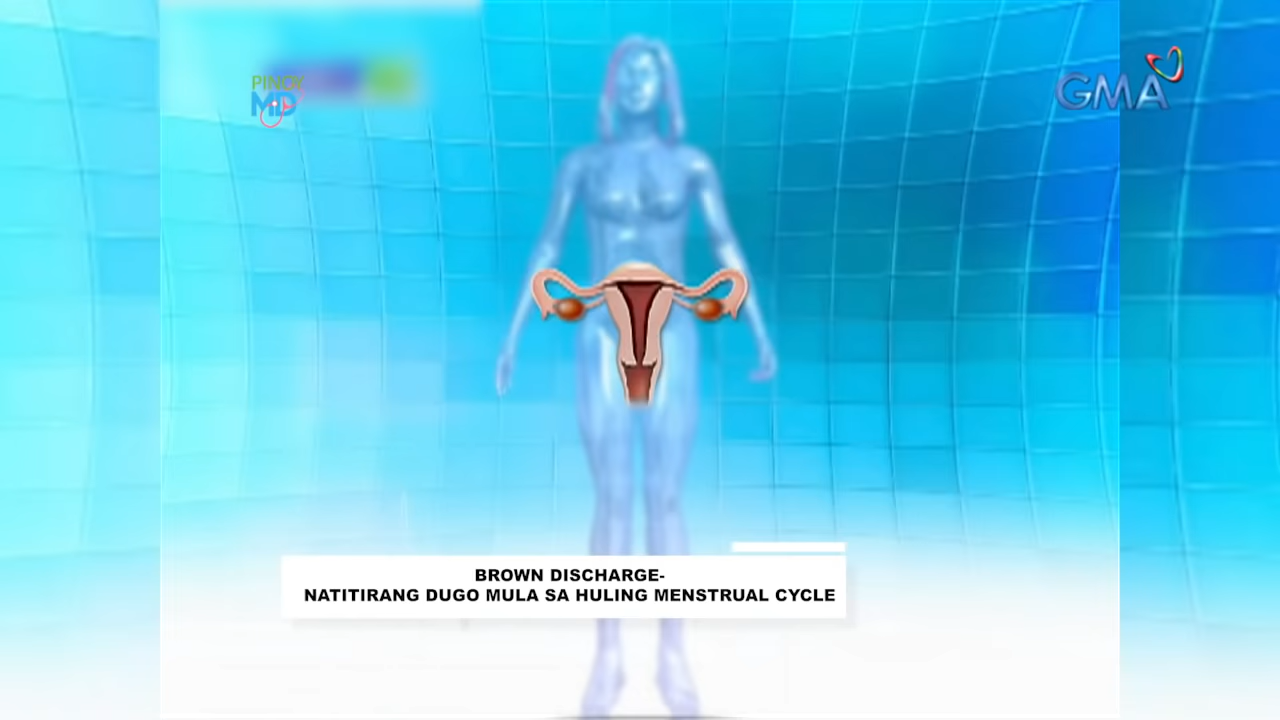 PINOY
MD
GMA
BROWN DISCHARGE-
NATITIRANG DUGO MULA SA HULING MENSTRUAL CYCLE